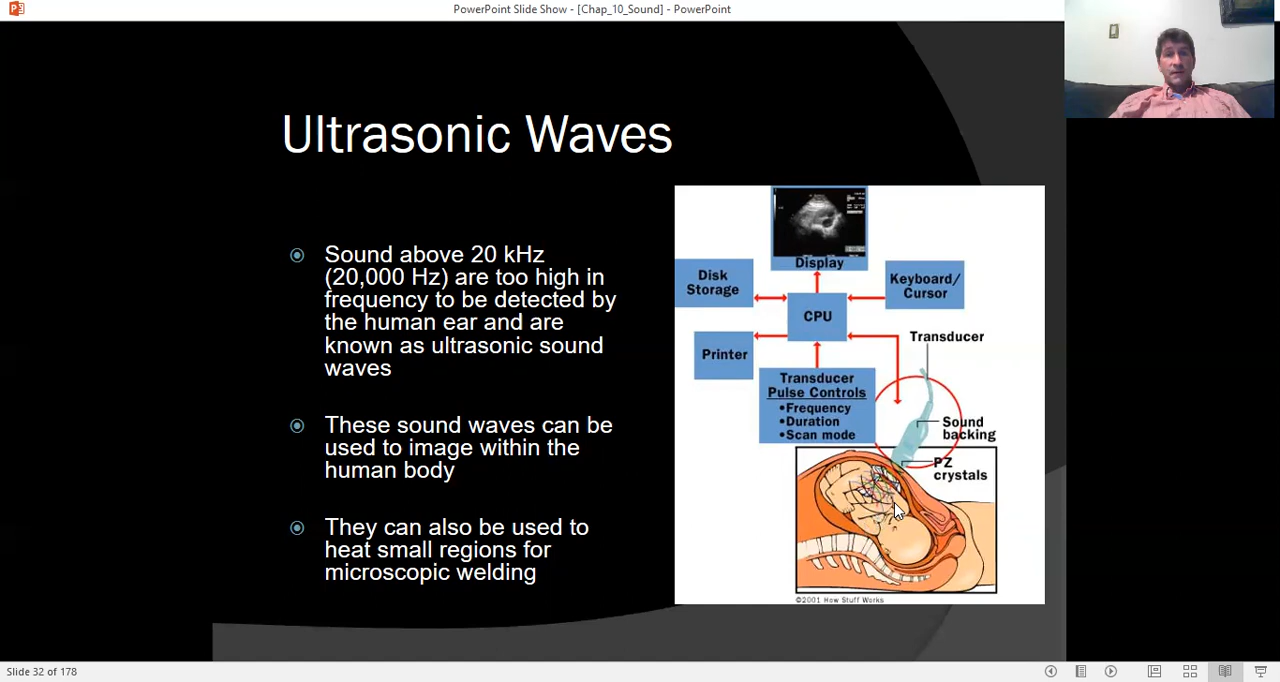 PowerPoint Slide Show - [Chap_10_Sound] - PowerPoint
Ultrasonic Waves
Sound above 20 kHz
(20,000 Hz) are too high in
frequency to be detected by
the human ear and are
known as ultrasonic sound
waves
These sound waves can be
used to image within the
human body
They can also be used to
heat small regions for
microscopic welding
Display
Disk
Storage
Keyboard/
Cursor
CPU
Printer
Transducer
Transducer
Pulse Controls
•Frequency
•Duration
•Scan mode
Sound
backing
PZ
crystals
©2001 How Stuff Works
Slide 32 of 178